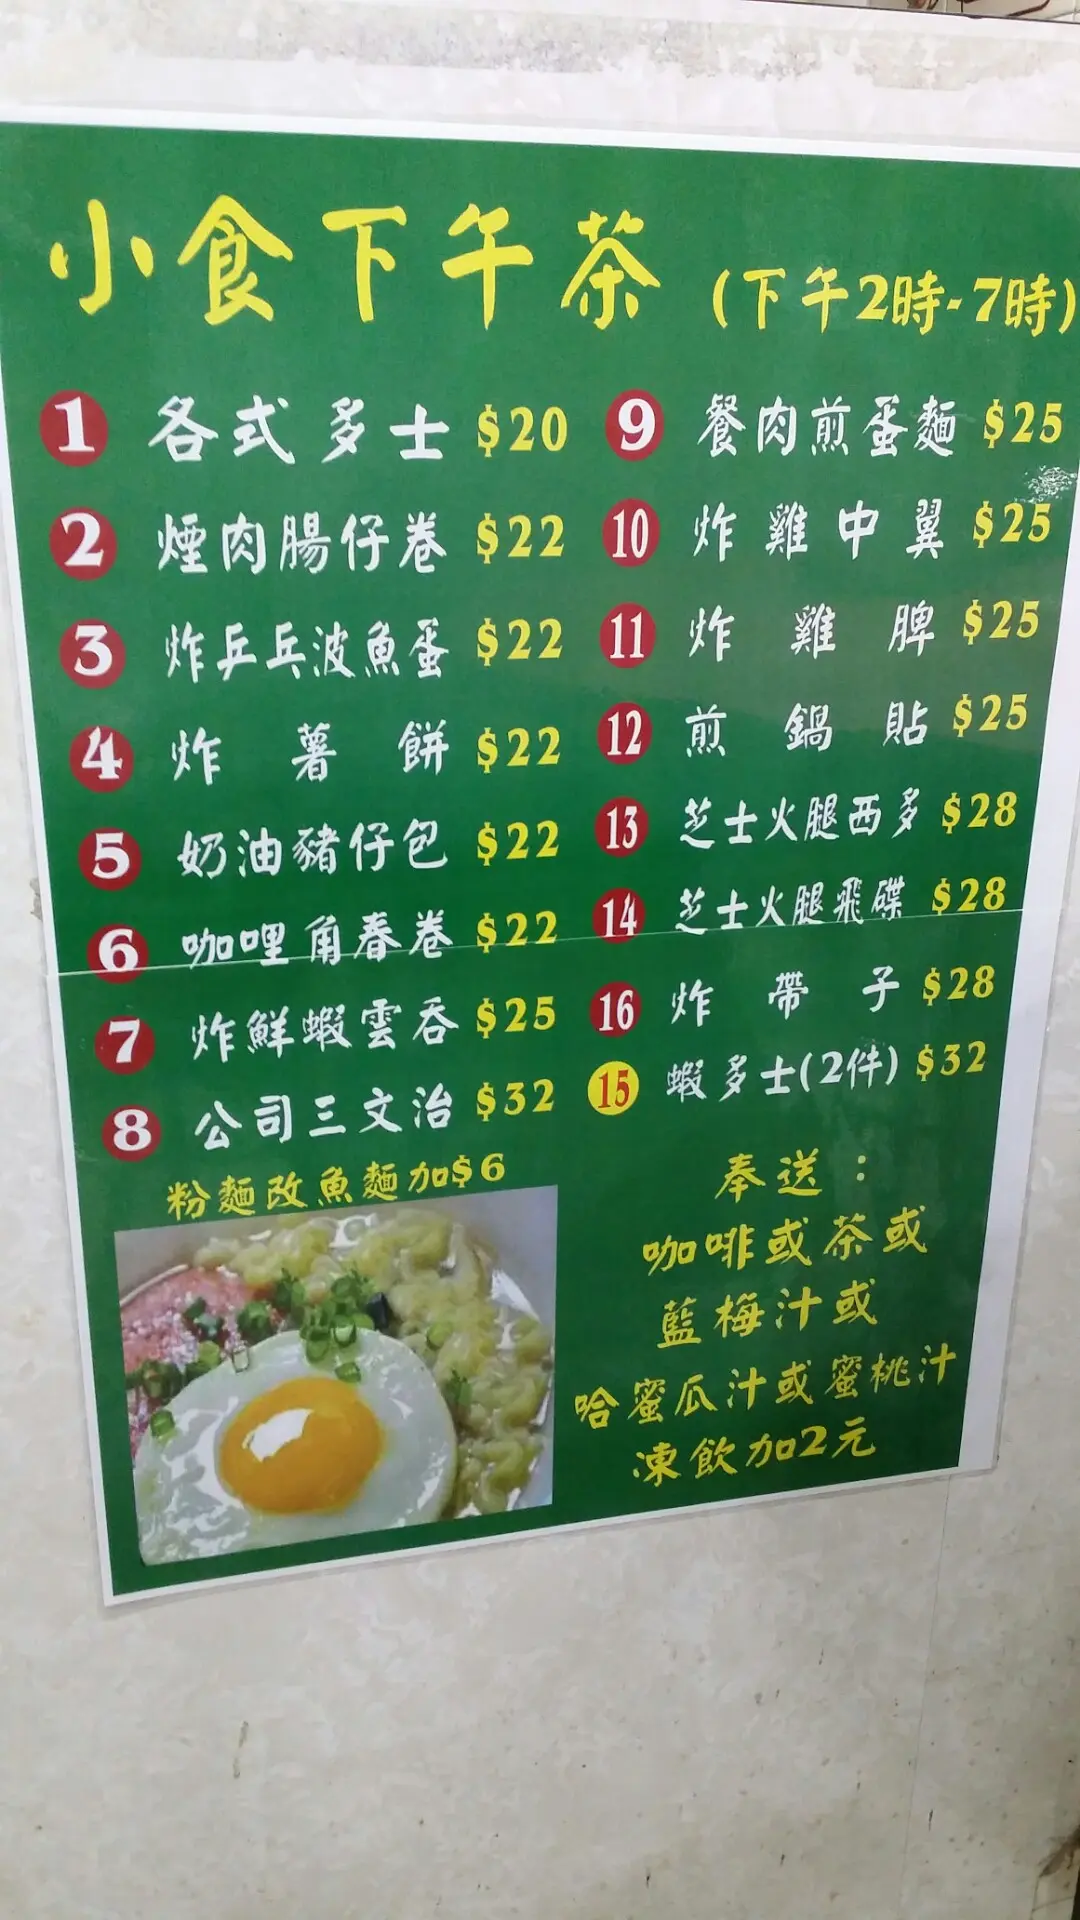 小食下午茶 (下午2時-7時)
1 各式多士 $20
2 煙肉腸仔卷 $22
3 炸乒乓波魚蛋 $22
4 炸薯餅 $22
5 奶油豬仔包 $22
6 咖哩角春卷 $22
7 炸鮮蝦雲吞 $25
8 公司三文治 $32
粉麵改魚麵加$6
9 餐肉煎蛋麵 $25
10 炸雞中翼 $25
11 炸雞脾 $25
12 煎鍋貼 $25
13 芝士火腿西多 $28
14 芝士火腿飛碟 $28
16 炸帶子 $28
15 蝦多士(2件) $32
奉送：
咖啡或茶或
藍梅汁或
哈蜜瓜汁或蜜桃汁
凍飲加2元